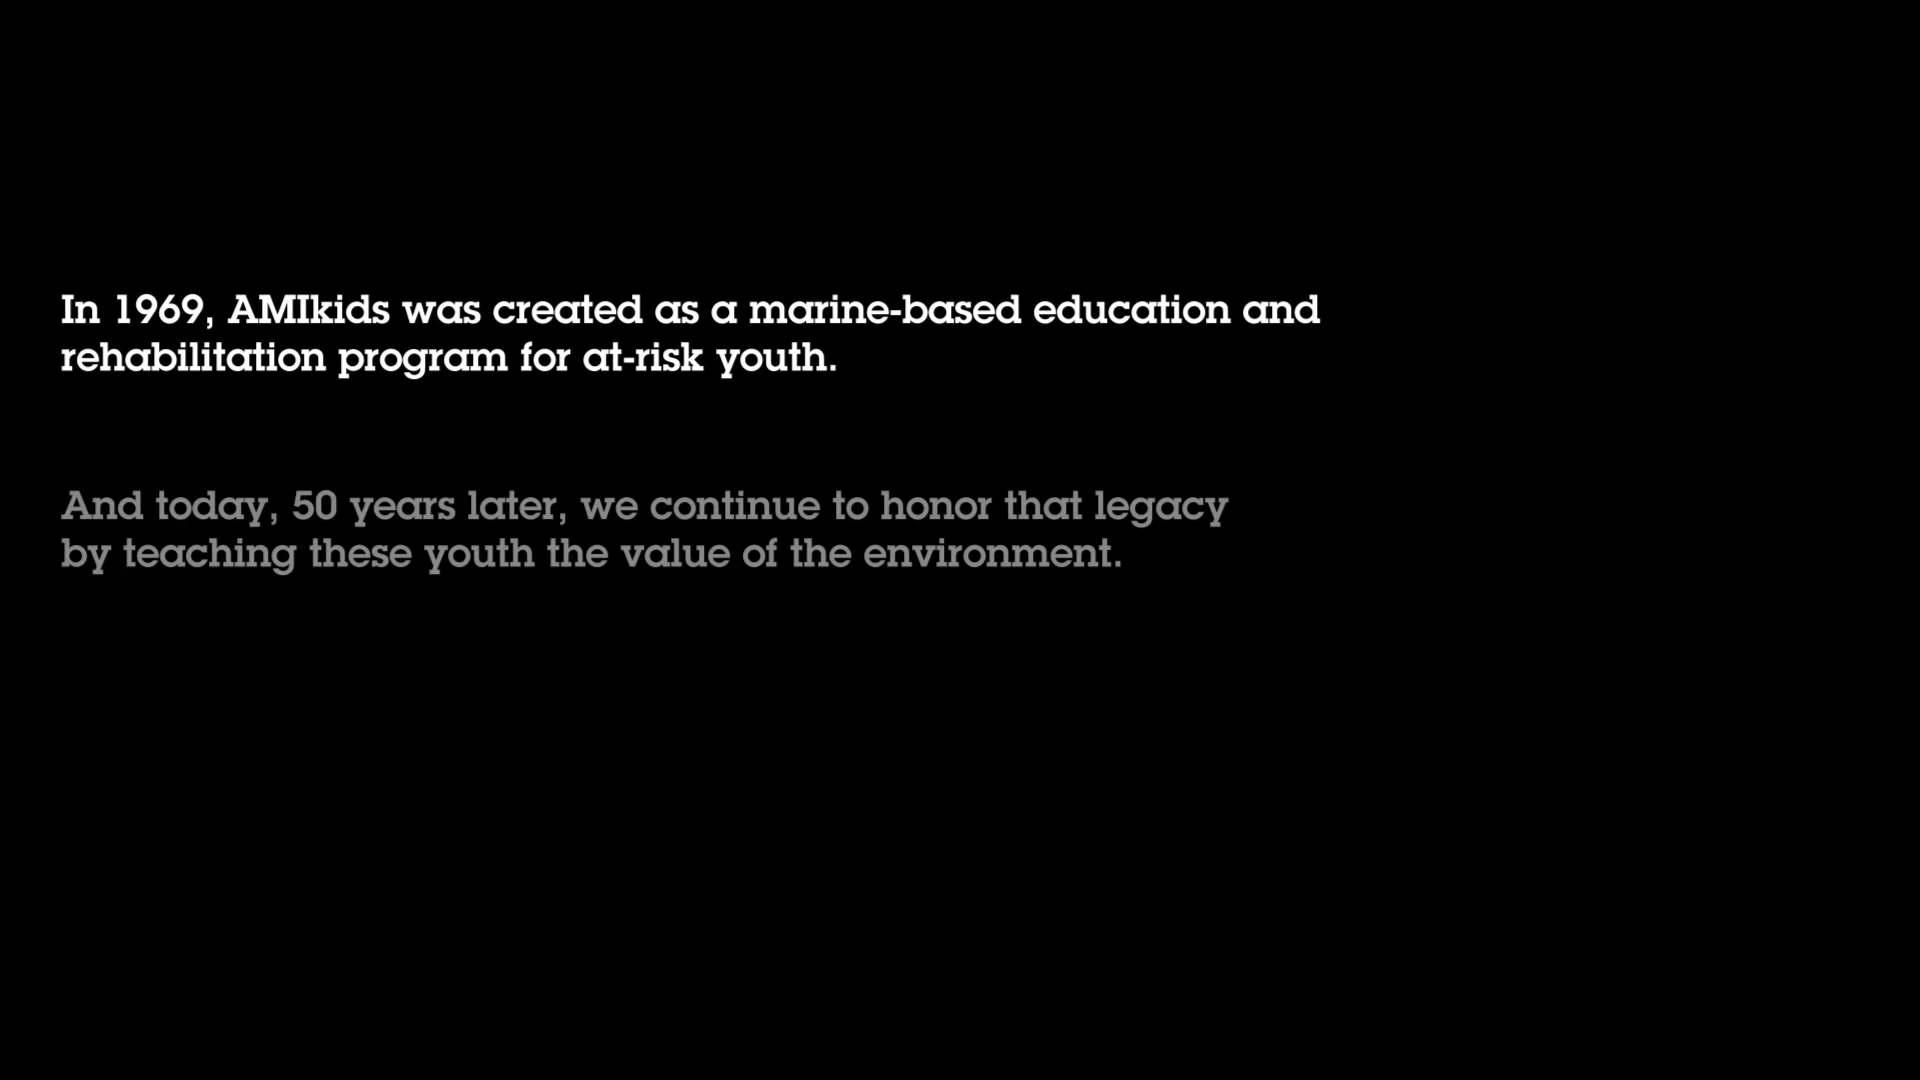 In 1969, AMIkids was created as a marine-based education and
rehabilitation program for at-risk youth.
And today, 50 years later, we continue to honor that legacy
by teaching these youth the value of the environment.